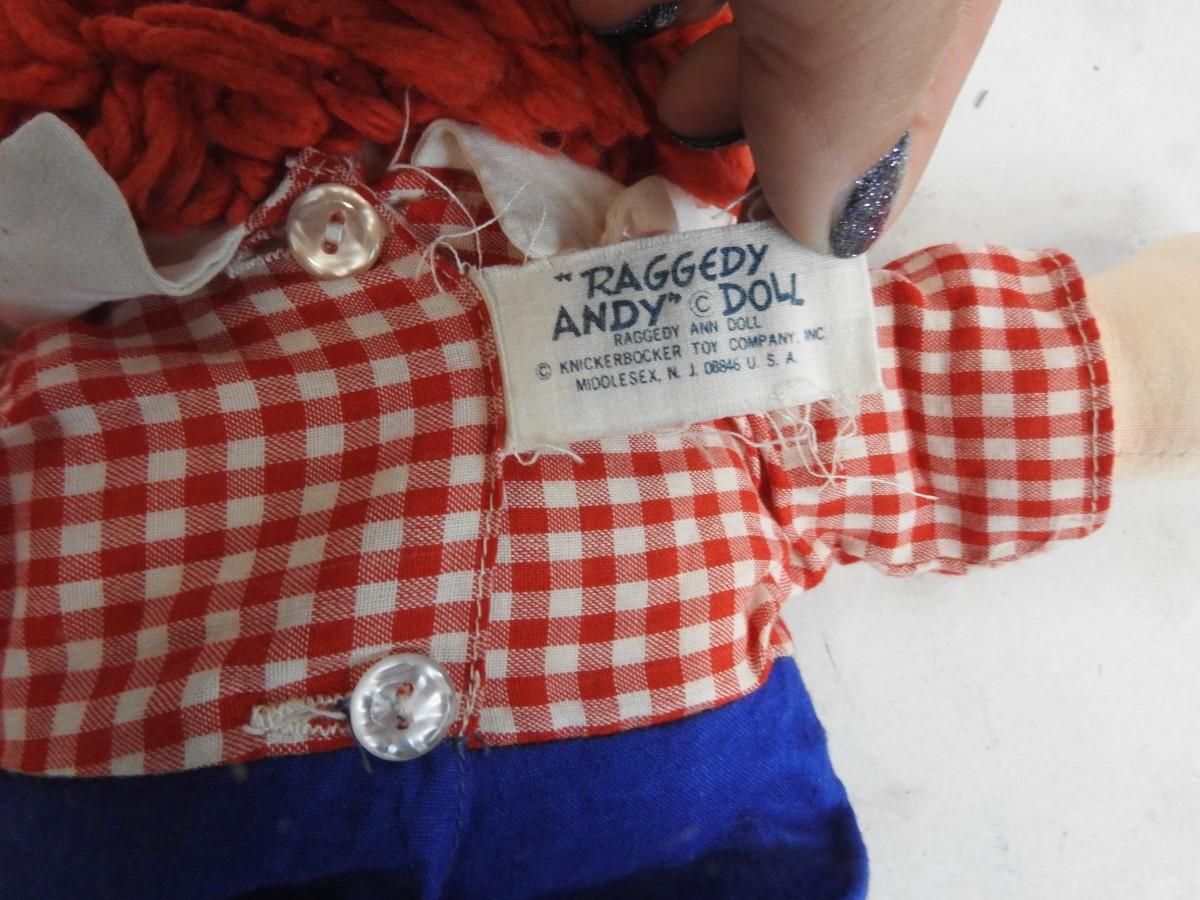 "RAGGEDY
ANDY" © DOLL
RAGGEDY ANN DOLL
© KNICKERBOCKER TOY COMPANY, INC.
MIDDLESEX, N. J. 08846 U. S. A.